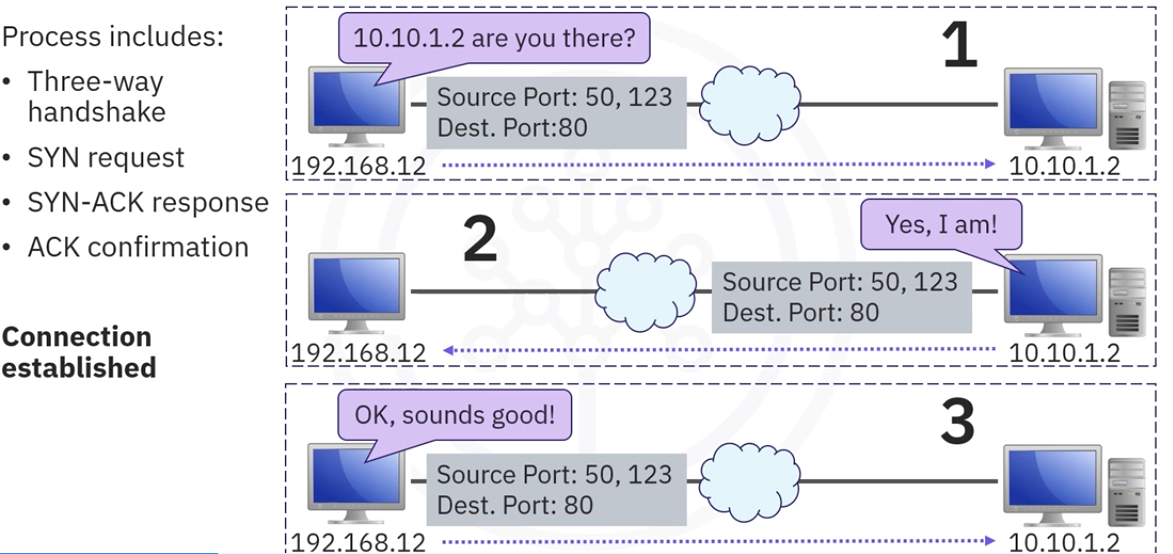 Process includes:
• Three-way
handshake
• SYN request
• SYN-ACK response
• ACK confirmation
Connection
established
10.10.1.2 are you there?
1
Source Port: 50, 123
Dest. Port:80
192.168.12
10.10.1.2
2
Yes, I am!
Source Port: 50, 123
Dest. Port: 80
192.168.12
10.10.1.2
OK, sounds good!
3
Source Port: 50, 123
Dest. Port: 80
192.168.12
10.10.1.2